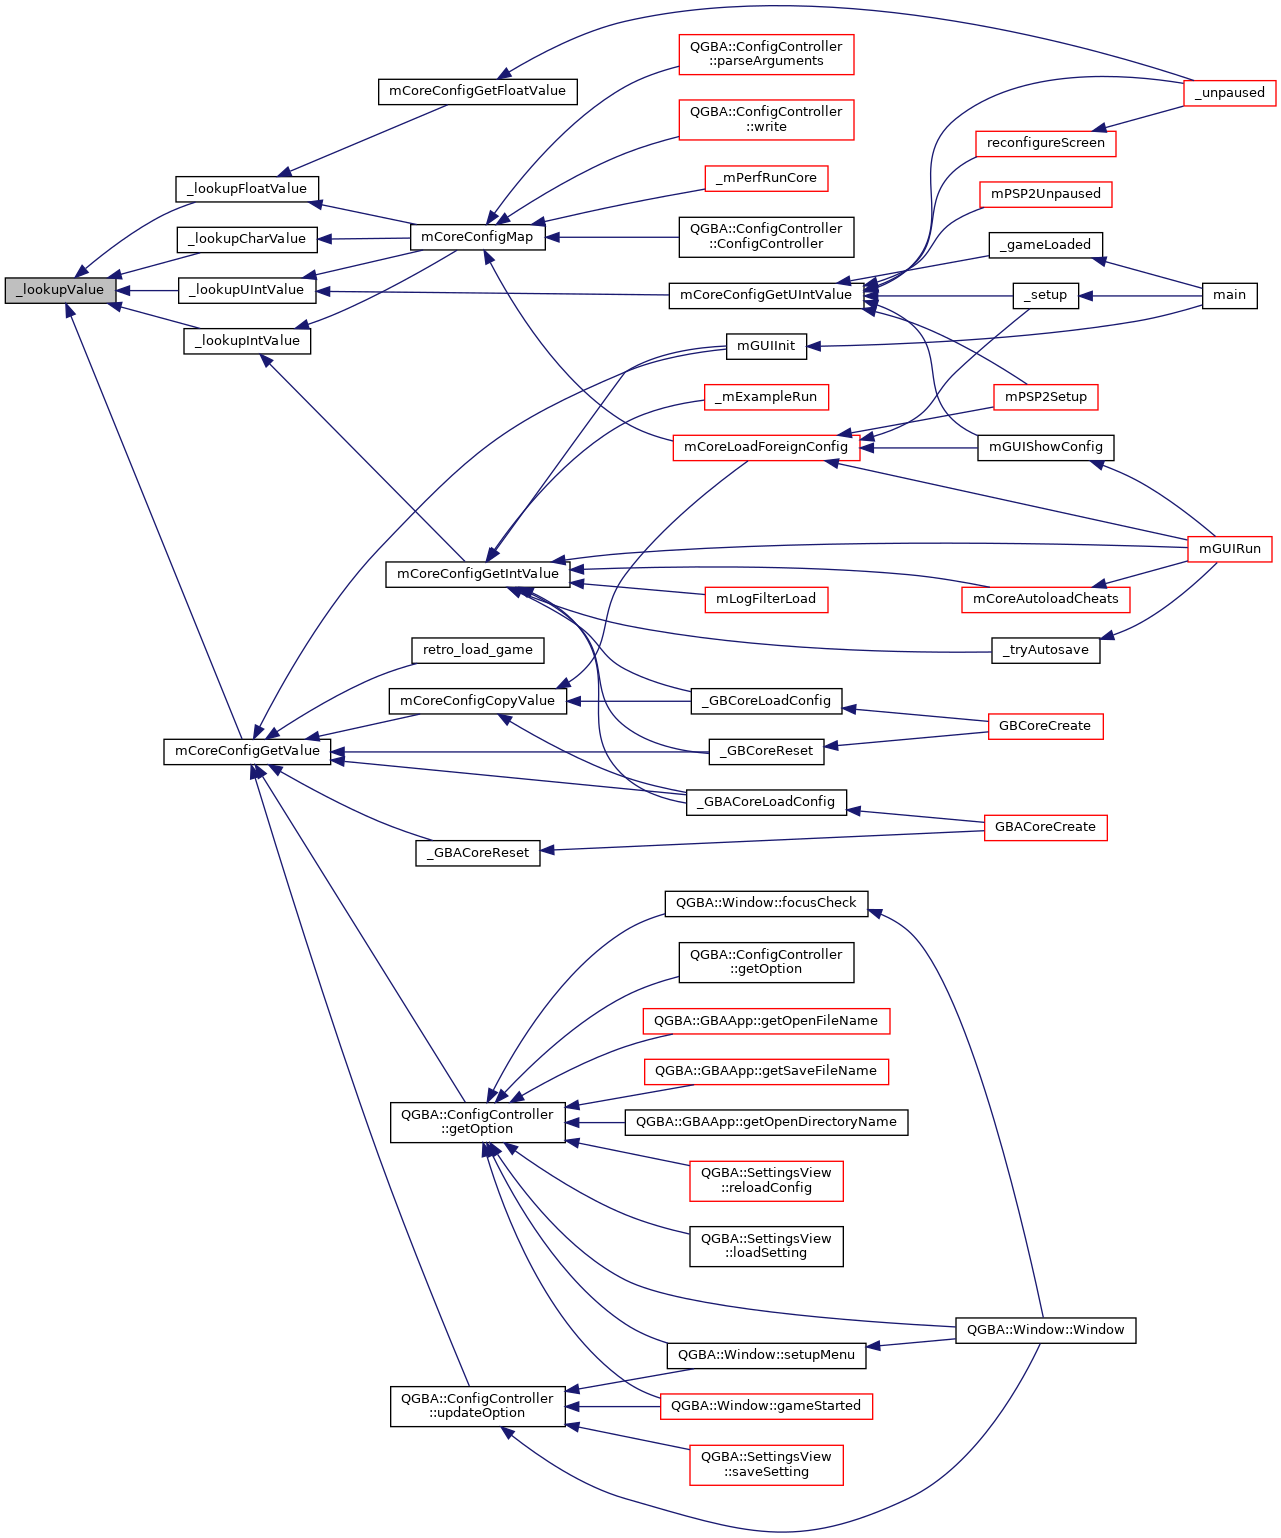 _lookupValue
_lookupFloatValue
_lookupCharValue
_lookupUIntValue
_lookupIntValue
mCoreConfigGetValue
mCoreConfigGetFloatValue
mCoreConfigMap
mCoreConfigGetIntValue
retro_load_game
mCoreConfigCopyValue
_GBACoreReset
QGBA::ConfigController
::getOption
QGBA::ConfigController
::updateOption
QGBA::ConfigController
::parseArguments
QGBA::ConfigController
::write
_mPerfRunCore
QGBA::ConfigController
::ConfigController
mCoreConfigGetUIntValue
mGUIInit
_mExampleRun
mCoreLoadForeignConfig
mLogFilterLoad
_GBCoreLoadConfig
_GBCoreReset
_GBACoreLoadConfig
QGBA::Window::focusCheck
QGBA::ConfigController
::getOption
QGBA::GBAApp::getOpenFileName
QGBA::GBAApp::getSaveFileName
QGBA::GBAApp::getOpenDirectoryName
QGBA::SettingsView
::reloadConfig
QGBA::SettingsView
::loadSetting
QGBA::Window::setupMenu
QGBA::Window::gameStarted
QGBA::SettingsView
::saveSetting
reconfigureScreen
mPSP2Unpaused
_gameLoaded
_setup
mPSP2Setup
mGUIShowConfig
mCoreAutoloadCheats
_tryAutosave
GBCoreCreate
GBACoreCreate
QGBA::Window::Window
_unpaused
main
mGUIRun